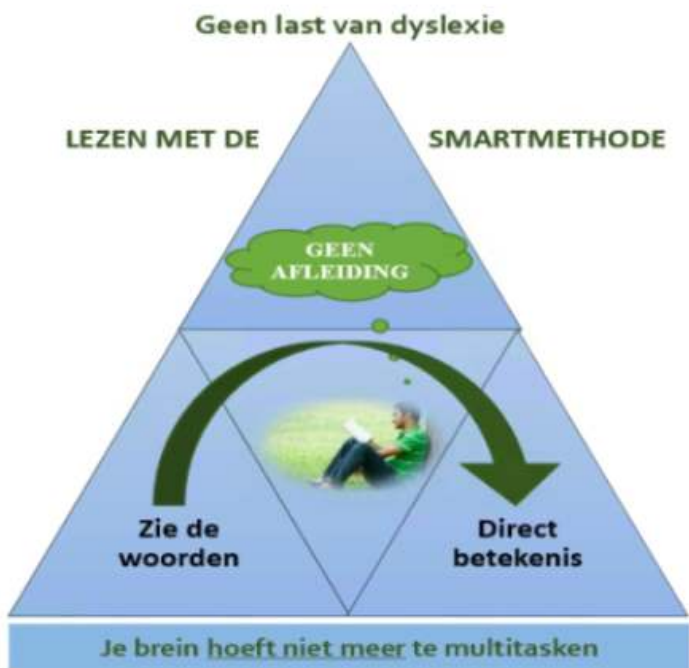 Geen last van dyslexie
LEZEN MET DE
SMARTMETHODE
GEEN
AFLEIDING
Zie de
woorden
Direct
betekenis
Je brein hoeft niet meer te multitasken